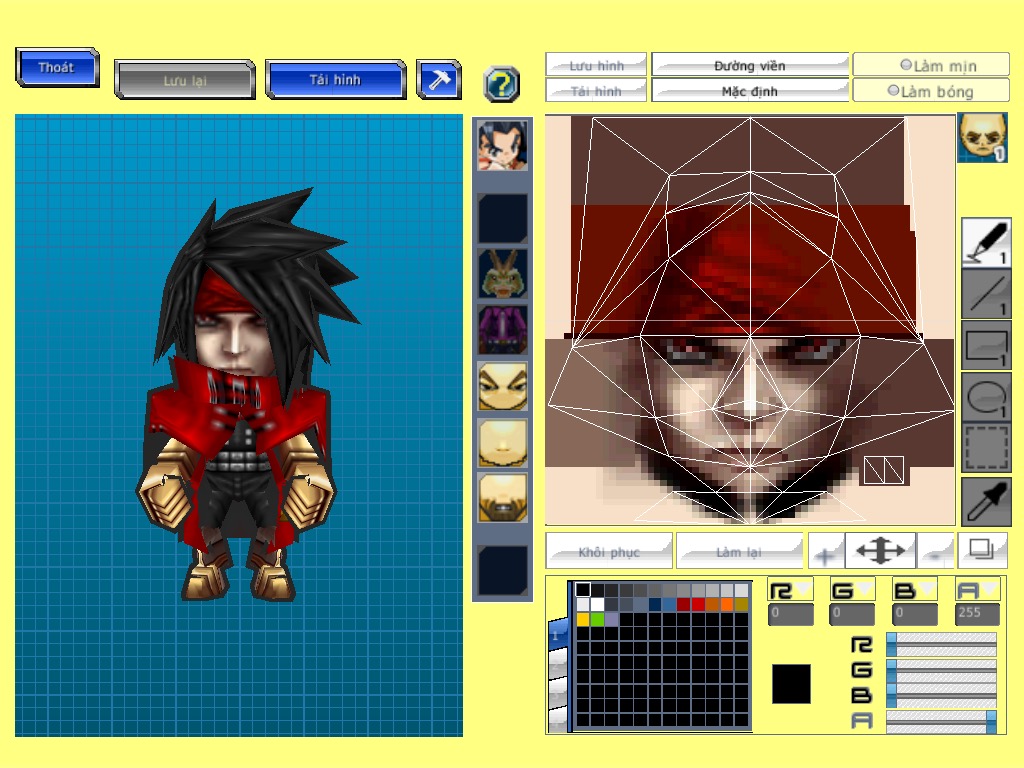 Thoát
Lưu lại
Tải hình
?
Lưu hình
Đường viền
Làm mịn
Tải hình
Mặc định
Làm bóng
1
1
1
1
1
Khôi phục
Làm lại
R
G
B
A
0
0
0
255
1
R
G
B
A